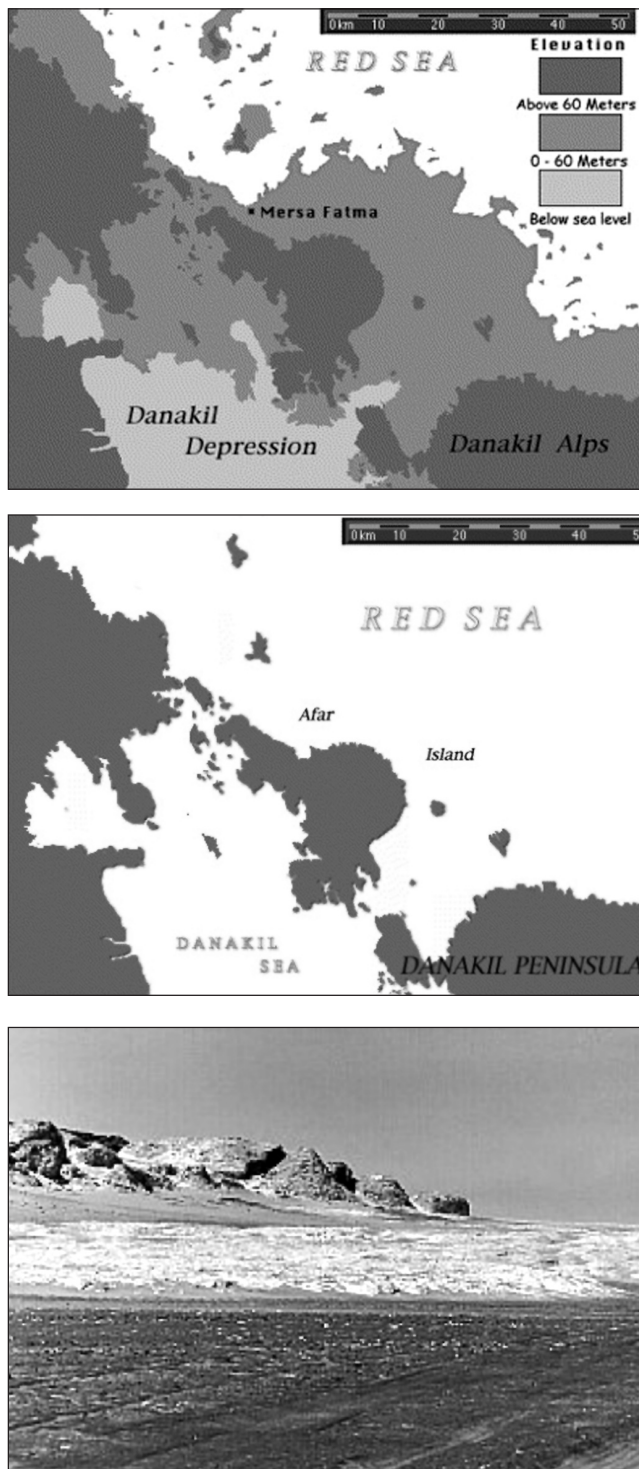 0km 10 20 30 40 50
RED SEA
Elevation
Above 60 Meters
0 - 60 Meters
Below sea level
Mersa Fatma
Danakil
Depression
Danakil Alps
0km 10 20 30 40
RED SEA
Afar
Island
DANAKIL
SEA
DANAKIL PENINSULA